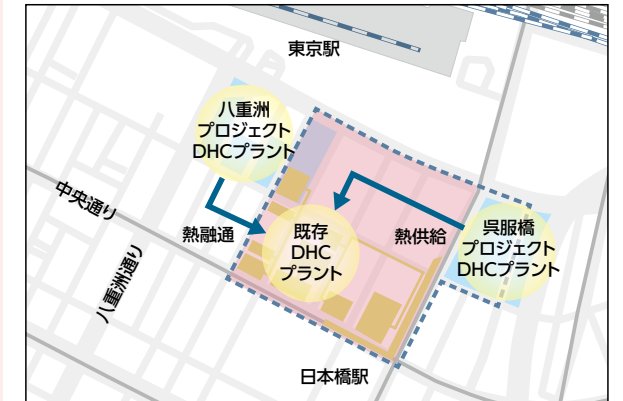 東京駅
八重洲
プロジェクト
DHCプラント
中央通り
熱融通
既存
DHC
プラント
熱供給
呉服橋
プロジェクト
DHCプラント
八重洲通り
日本橋駅